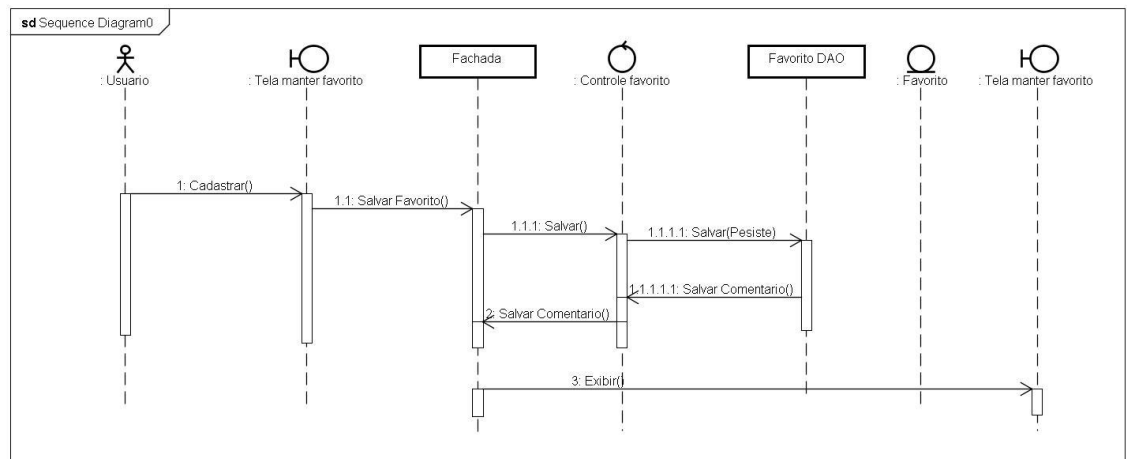 sd Sequence Diagram0
: Usuario
: Tela manter favorito
Fachada
: Controle favorito
Favorito DAO
: Favorito
: Tela manter favorito
1: Cadastrar()
1.1: Salvar Favorito()
1.1.1: Salvar()
1.1.1.1: Salvar(Pesiste)
1.1.1.1.1: Salvar Comentario()
2: Salvar Comentario()
3: Exibir()